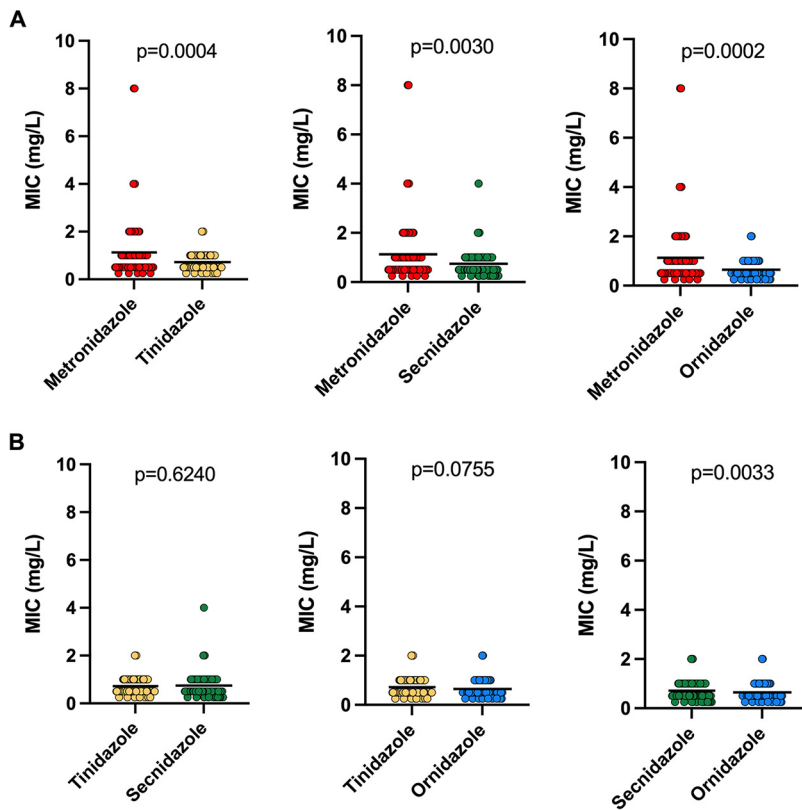 A
p=0.0004
MIC (mg/L)
10
8
6
4
2
0
Metronidazole
Tinidazole
p=0.0030
MIC (mg/L)
10
8
6
4
2
0
Metronidazole
Secnidazole
p=0.0002
MIC (mg/L)
10
8
6
4
2
0
Metronidazole
Ornidazole
B
p=0.6240
MIC (mg/L)
10
8
6
4
2
0
Tinidazole
Secnidazole
p=0.0755
MIC (mg/L)
10
8
6
4
2
0
Tinidazole
Ornidazole
p=0.0033
MIC (mg/L)
10
8
6
4
2
0
Secnidazole
Ornidazole